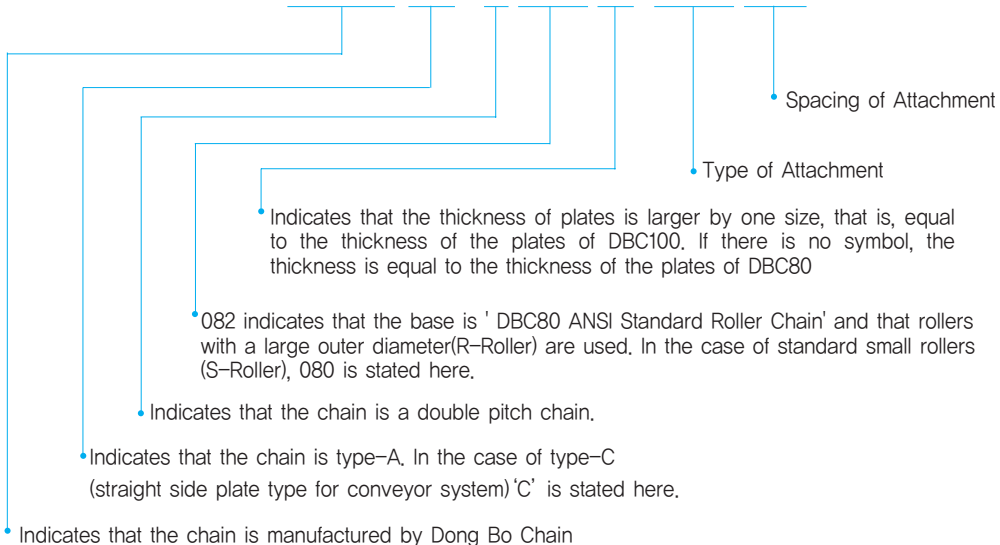 Spacing of Attachment
Type of Attachment
Indicates that the thickness of plates is larger by one size, that is, equal
to the thickness of the plates of DBC100. If there is no symbol, the
thickness is equal to the thickness of the plates of DBC80
082 indicates that the base is ' DBC80 ANSI Standard Roller Chain' and that rollers
with a large outer diameter(R-Roller) are used. In the case of standard small rollers
(S-Roller), 080 is stated here.
Indicates that the chain is a double pitch chain.
Indicates that the chain is type-A. In the case of type-C
(straight side plate type for conveyor system) ‘C’ is stated here.
Indicates that the chain is manufactured by Dong Bo Chain